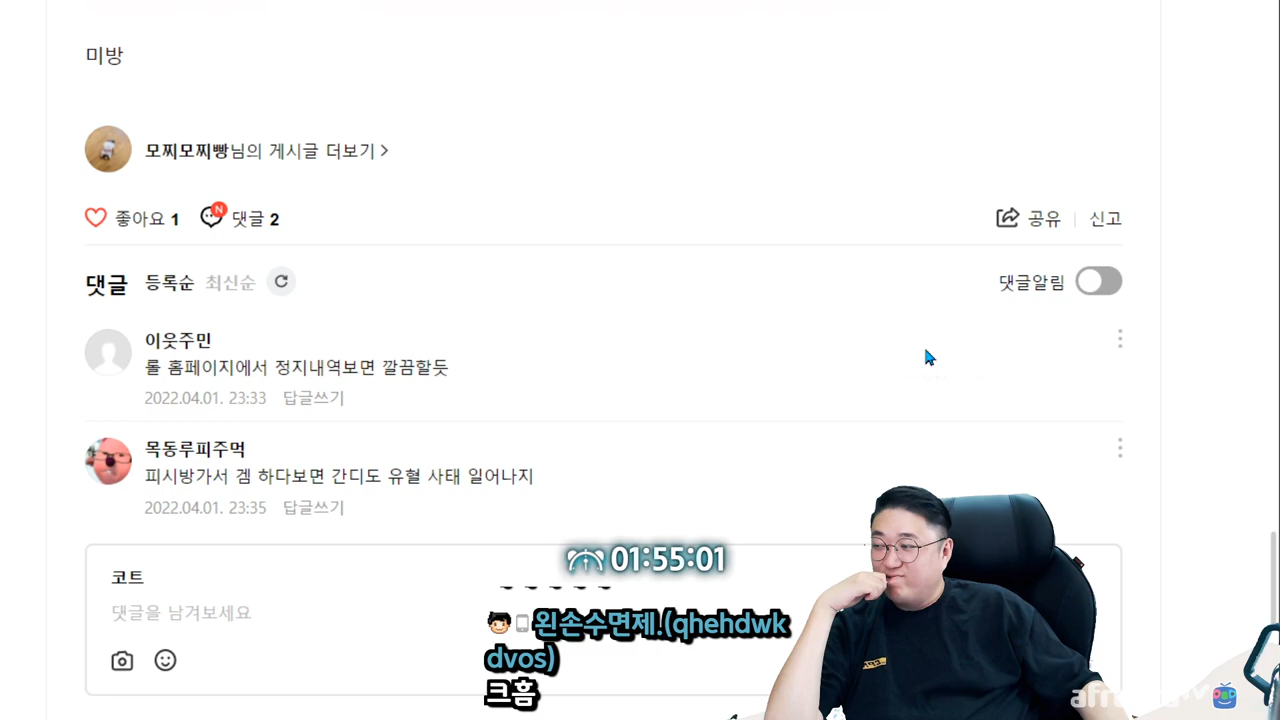 미방
모찌모찌빵님의 게시글 더보기 >
좋아요 1 N 댓글 2
공유 | 신고
댓글 등록순 최신순
댓글알림
이웃주민
롤 홈페이지에서 정지내역보면 깔끔할듯
2022.04.01. 23:33 답글쓰기
목동루피주먹
피시방가서 겜 하다보면 간디도 유혈 사태 일어나지
2022.04.01. 23:35 답글쓰기
01:55:01
코트
댓글을 남겨보세요
왼손수면제.(qhehdwk
dvos)
크흠